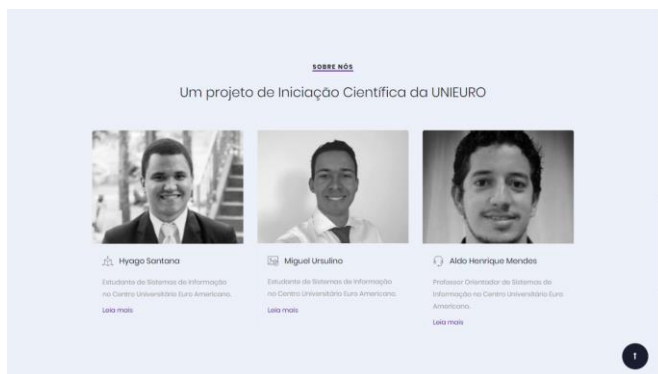 SOBRE NÓS
Um projeto de Iniciação Científica da UNIEURO
Hyago Santana
Estudante de Sistemas de Informação
no Centro Universitário Euro Americano.
Leia mais
Miguel Ursulino
Estudante de Sistemas de Informação
no Centro Universitário Euro Americano.
Leia mais
Aldo Henrique Mendes
Professor Orientador de Sistemas de
Informação no Centro Universitário Euro
Americano.
Leia mais